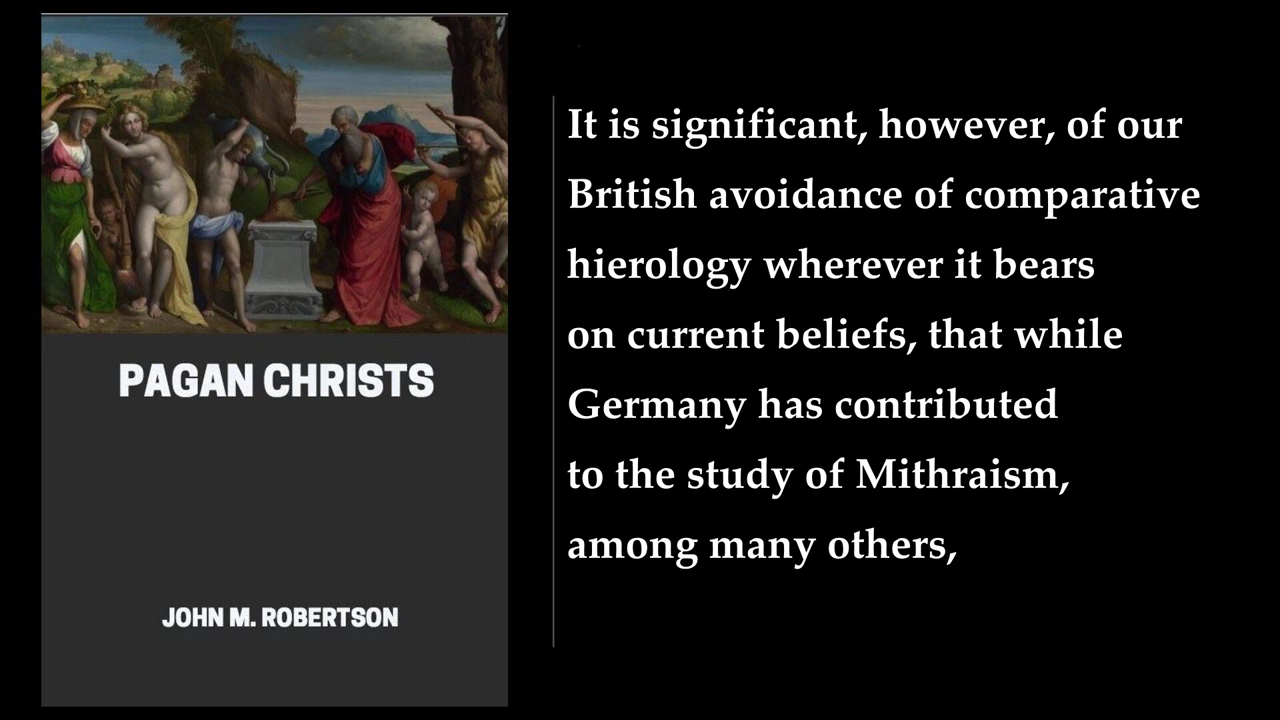 PAGAN CHRISTS
JOHN M. ROBERTSON
It is significant, however, of our
British avoidance of comparative
hierology wherever it bears
on current beliefs, that while
Germany has contributed
to the study of Mithraism,
among many others,